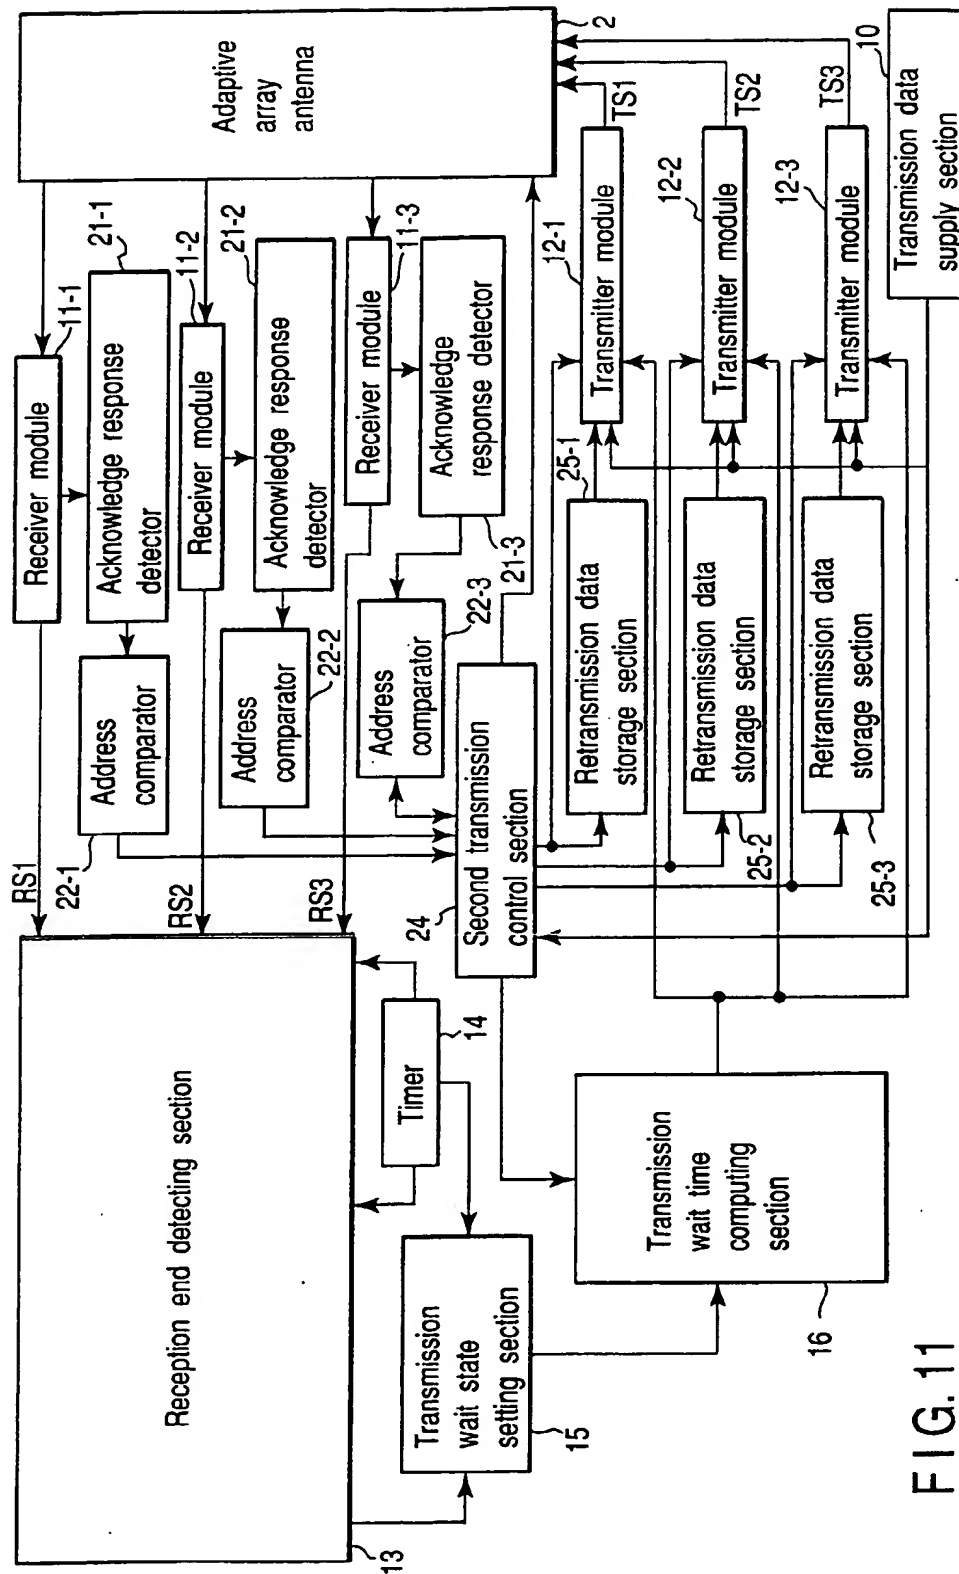 Adaptive
array
antenna
2
Receiver module
11-1
Acknowledge response
detector
21-1
Receiver module
11-2
Acknowledge response
detector
21-2
Receiver module
11-3
Acknowledge
response detector
21-3
Address
comparator
22-1
Address
comparator
22-2
Address
comparator
22-3
RS1
RS2
RS3
Reception end detecting section
13
Timer
14
Transmission
wait state
setting section
15
Transmission
wait time
computing
section
16
Second transmission
control section
24
Retransmission data
storage section
25-1
Retransmission data
storage section
25-2
Retransmission data
storage section
25-3
Transmitter module
12-1
Transmitter module
12-2
Transmitter module
12-3
TS1
TS2
TS3
Transmission data
supply section
10
FIG. 11